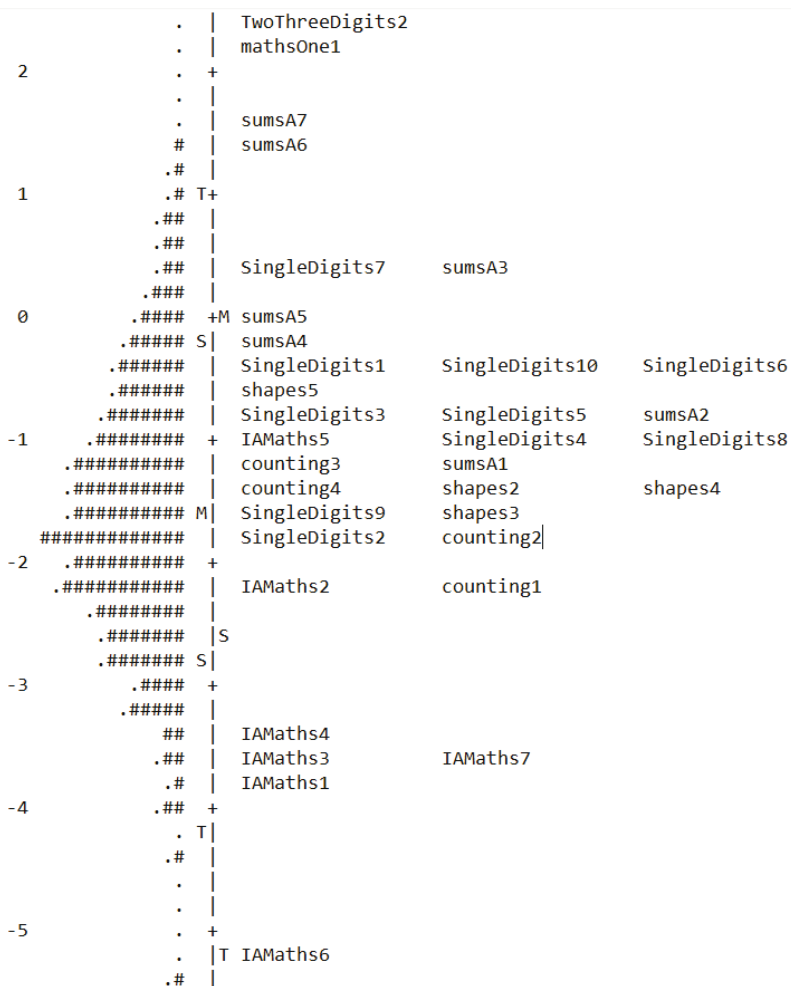 . | TwoThreeDigits2
. | mathsOne1
2 . +
. |
. | sumsA7
# | sumsA6
.# |
1 .# T+
.## |
.## |
.## | SingleDigits7 sumsA3
.### |
0 .#### +M sumsA5
.##### S| sumsA4
.###### | SingleDigits1 SingleDigits10 SingleDigits6
.###### | shapes5
.####### | SingleDigits3 SingleDigits5 sumsA2
-1 .######## + IAMaths5 SingleDigits4 SingleDigits8
.########## | counting3 sumsA1
.########## | counting4 shapes2 shapes4
.########## M| SingleDigits9 shapes3
############# | SingleDigits2 counting2
-2 .########## +
.########### | IAMaths2 counting1
.######## |
.####### |S
.####### S|
-3 .#### +
.##### |
## | IAMaths4
.## | IAMaths3 IAMaths7
.# | IAMaths1
-4 .## +
. T|
.# |
. |
. |
-5 . +
. |T IAMaths6
.# |